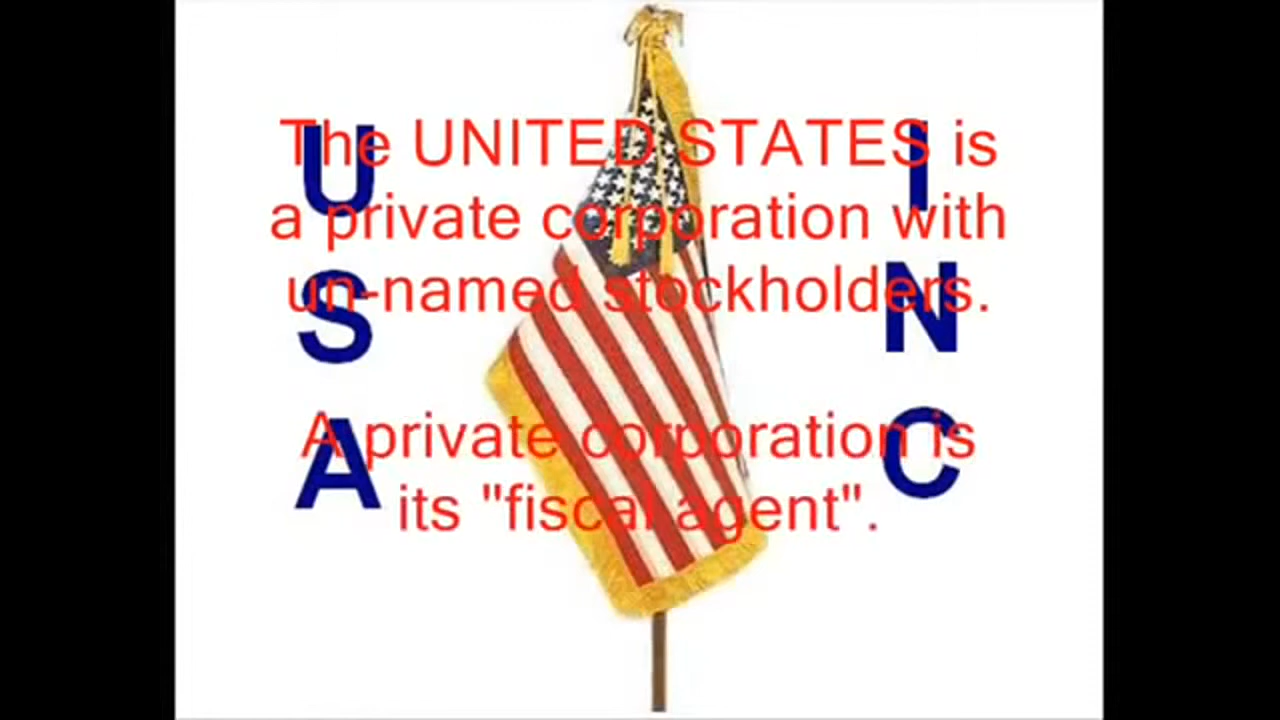 The UNITED STATES is
a private corporation with
un-named stockholders.
A private corporation is
its "fiscal agent".
U
S
A
I
N
C